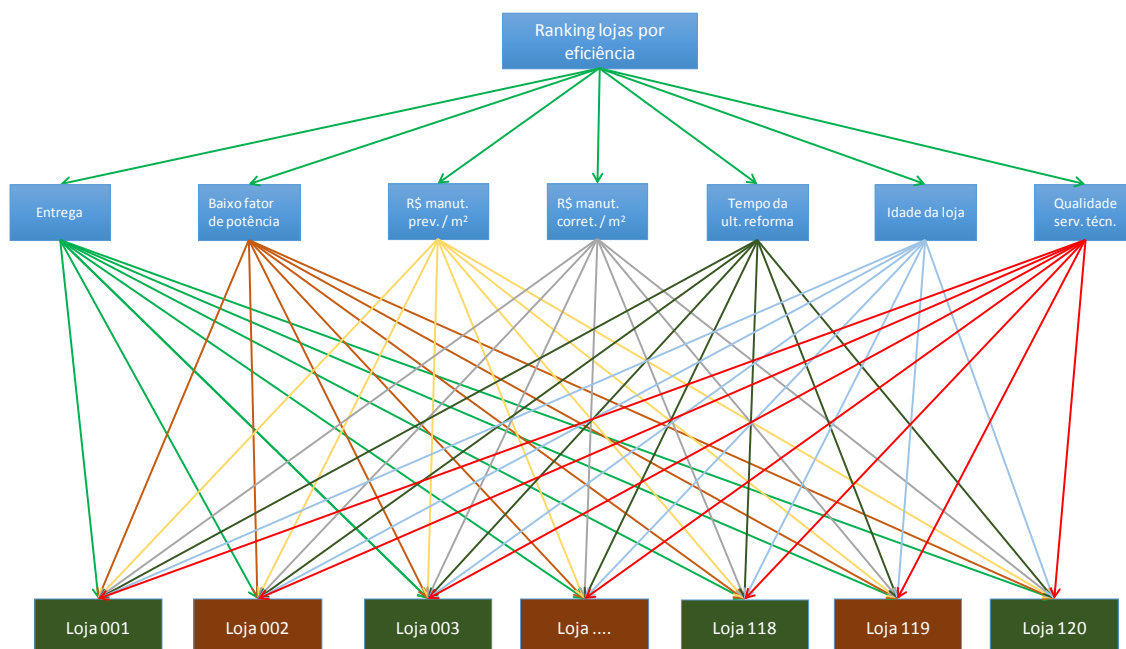 Ranking lojas por
eficiência
Entrega
Baixo fator
de potência
R$ manut.
prev. / m²
R$ manut.
corret. / m²
Tempo da
ult. reforma
Idade da loja
Qualidade
serv. técn.
Loja 001
Loja 002
Loja 003
Loja ....
Loja 118
Loja 119
Loja 120